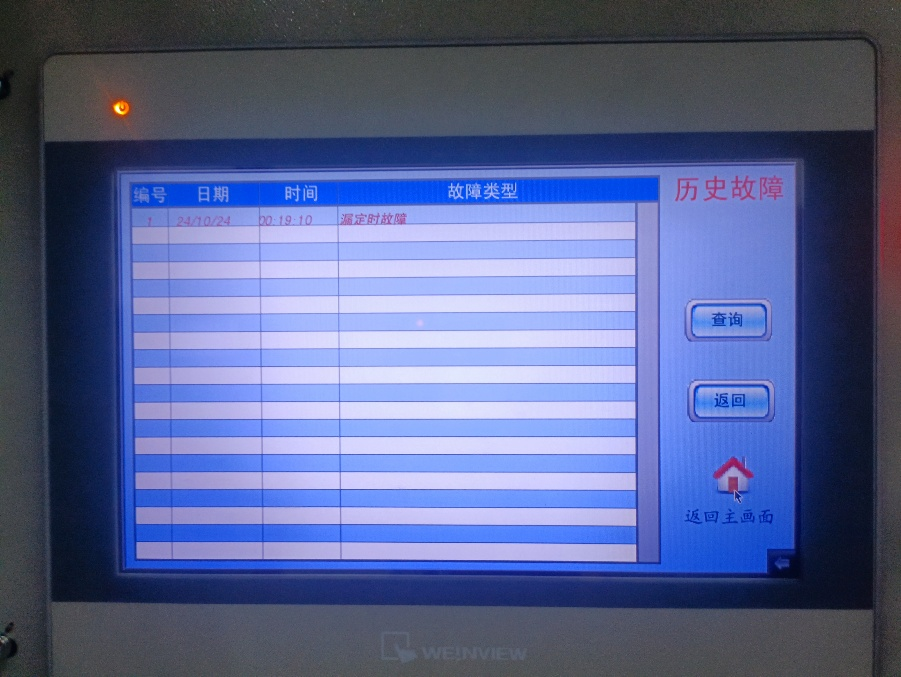 历史故障
编号 日期 时间 故障类型
1 24/10/24 00:19:10 漏定时故障
查询
返回
返回主画面
WEINVIEW